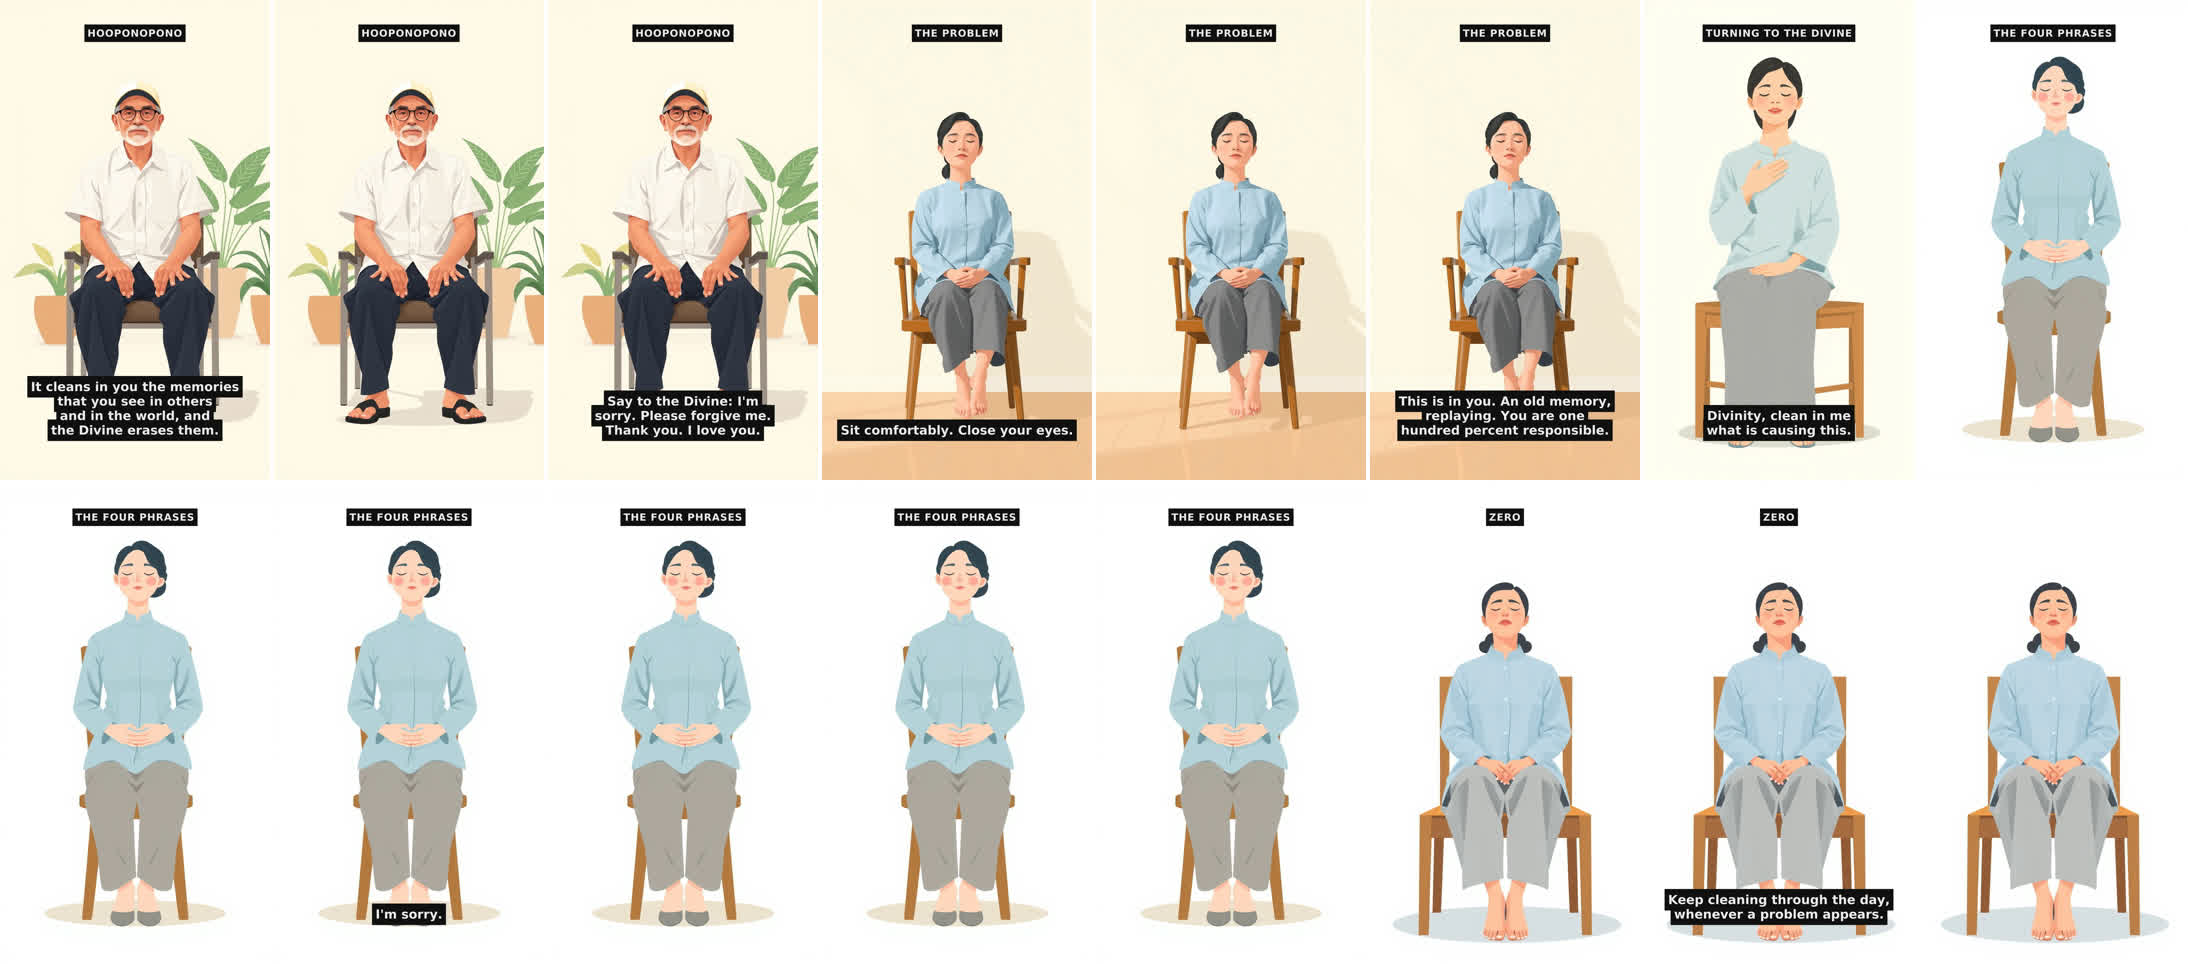 HOOPONOPONO
It cleans in you the memories
that you see in others
and in the world, and
the Divine erases them.
HOOPONOPONO
HOOPONOPONO
Say to the Divine: I'm
sorry. Please forgive me.
Thank you. I love you.
THE PROBLEM
Sit comfortably. Close your eyes.
THE PROBLEM
THE PROBLEM
This is in you. An old memory,
replaying. You are one
hundred percent responsible.
TURNING TO THE DIVINE
Divinity, clean in me
what is causing this.
THE FOUR PHRASES
THE FOUR PHRASES
THE FOUR PHRASES
I'm sorry.
THE FOUR PHRASES
THE FOUR PHRASES
THE FOUR PHRASES
ZERO
ZERO
Keep cleaning through the day,
whenever a problem appears.